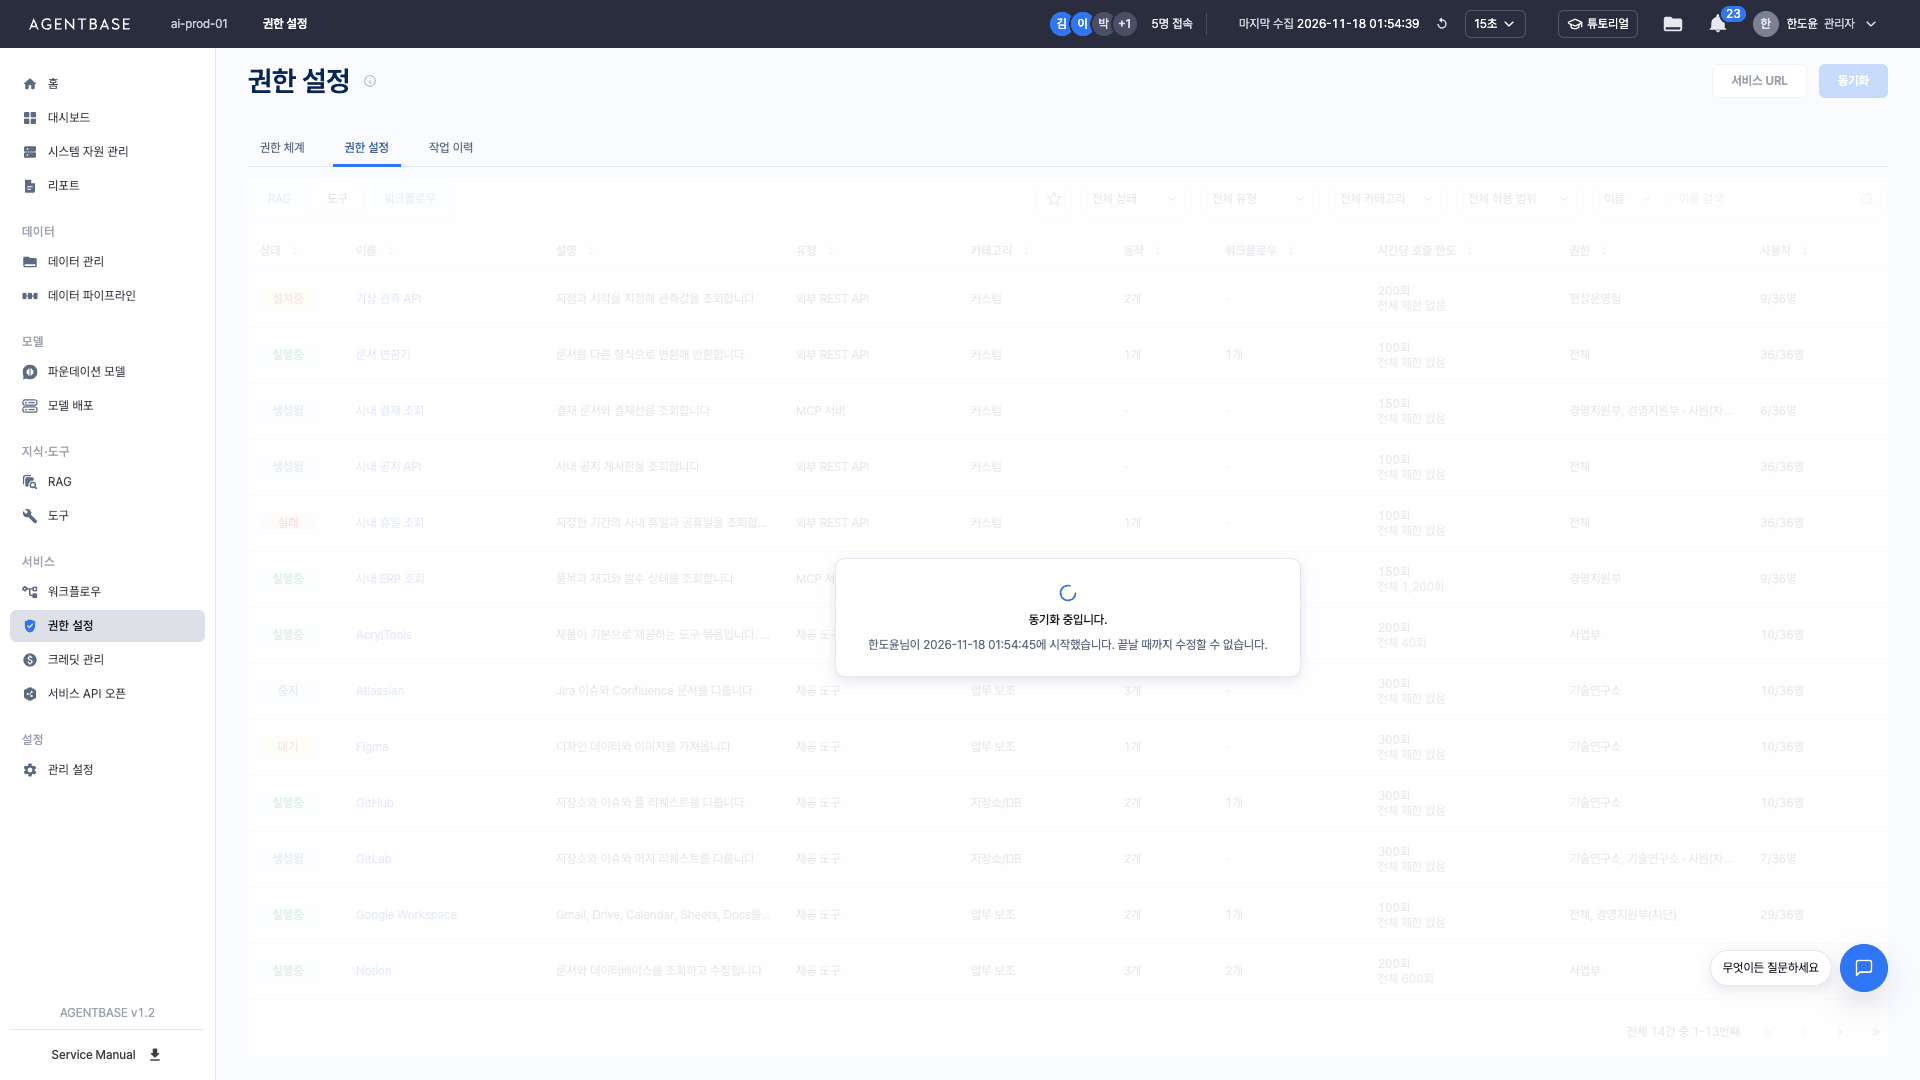 AGENTBASE
ai-prod-01
권한 설정
김 이 박 +1 5명 접속
마지막 수집 2026-11-18 01:54:39
15초
튜토리얼
23
한 한도윤 관리자
홈
대시보드
시스템 자원 관리
리포트
데이터
데이터 관리
데이터 파이프라인
모델
파운데이션 모델
모델 배포
지식·도구
RAG
도구
서비스
워크플로우
권한 설정
크레딧 관리
서비스 API 오픈
설정
관리 설정
AGENTBASE v1.2
Service Manual
권한 설정
서비스 URL
동기화
권한 체계
권한 설정
작업 이력
RAG 도구 워크플로우
전체 상태 전체 유형 전체 카테고리 전체 허용 범위 이름 이름 검색
상태 이름 설명 유형 카테고리 동작 워크플로우 시간당 호출 한도 권한 사용자
설치중 기상 관측 API 지점과 시각을 지정해 관측값을 조회합니다 외부 REST API 커스텀 2개 - 200회 현장운영팀 9/36명
전체 제한 없음
실행중 문서 변환기 문서를 다른 형식으로 변환해 반환합니다 외부 REST API 커스텀 1개 1개 100회 전체 36/36명
전체 제한 없음
생성됨 사내 결재 조회 결재 문서와 결재선을 조회합니다 MCP 서버 커스텀 - - 150회 경영지원부, 경영지원부 · 사원(차... 6/36명
전체 제한 없음
생성됨 사내 공지 API 사내 공지 게시판을 조회합니다 외부 REST API 커스텀 - - 100회 전체 36/36명
전체 제한 없음
실패 사내 휴일 조회 지정한 기간의 사내 휴일과 공휴일을 조회합... 외부 REST API 커스텀 1개 - 100회 전체 36/36명
전체 제한 없음
실행중 사내 ERP 조회 품목과 재고와 발주 상태를 조회합니다 MCP 서 150회 경영지원부 9/36명
전체 1,200회
실행중 AcrylTools 제품이 기본으로 제공하는 도구 묶음입니다. ... 제공 도 200회 사업부 10/36명
전체 40회
중지 Atlassian Jira 이슈와 Confluence 문서를 다룹니다 제공 도구 업무 보조 3개 - 300회 기술연구소 10/36명
전체 제한 없음
대기 Figma 디자인 데이터와 이미지를 가져옵니다 제공 도구 업무 보조 1개 - 300회 기술연구소 10/36명
전체 제한 없음
실행중 GitHub 저장소와 이슈와 풀 리퀘스트를 다룹니다 제공 도구 저장소/DB 2개 1개 300회 기술연구소 10/36명
전체 제한 없음
생성됨 GitLab 저장소와 이슈와 머지 리퀘스트를 다룹니다 제공 도구 저장소/DB 2개 - 300회 기술연구소, 기술연구소 · 사원(차... 7/36명
전체 제한 없음
실행중 Google Workspace Gmail, Drive, Calendar, Sheets, Docs를... 제공 도구 업무 보조 2개 1개 100회 전체, 경영지원부(차단) 29/36명
전체 제한 없음
실행중 Notion 문서와 데이터베이스를 조회하고 수정합니다 제공 도구 업무 보조 3개 2개 200회 사업부 10/36명
전체 600회
동기화 중입니다.
한도윤님이 2026-11-18 01:54:45에 시작했습니다. 끝날 때까지 수정할 수 없습니다.
무엇이든 질문하세요
전체 14건 중 1-13번째